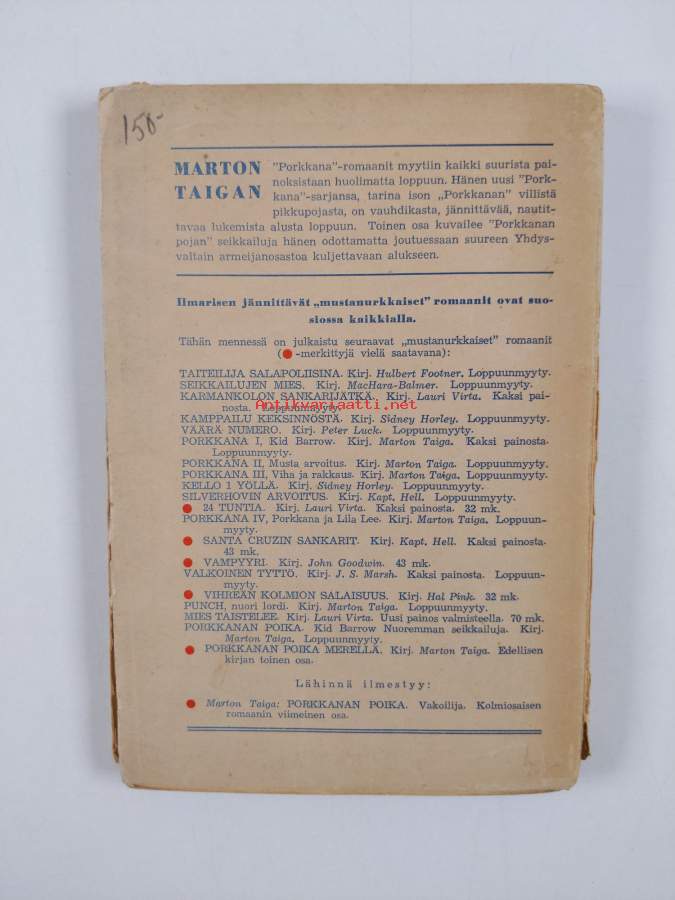 150-
MARTON TAIGAN
"Porkkana"-romaanit myytiin kaikki suurista pai-
noksistaan huolimatta loppuun. Hänen uusi "Pork-
kana"-sarjansa, tarina ison „Porkkanan" villistä
pikkupojasta, on vauhdikasta, jännittävää, nautit-
tavaa lukemista alusta loppuun. Toinen osa kuvailee "Porkkanan
pojan" seikkailuja hänen odottamatta joutuessaan suureen Yhdys-
valtain armeijanosastoa kuljettavaan alukseen.
Ilmarisen jännittävät „mustanurkkaiset" romaanit ovat suo-
siossa kaikkialla.
Tähän mennessä on julkaistu seuraavat „mustanurkkaiset" romaanit
(●-merkittyjä vielä saatavana):
TAITEILIJA SALAPOLIISINA. Kirj. Hulbert Footner. Loppuunmyyty.
SEIKKAILUJEN MIES. Kirj. MacHara-Balmer. Loppuunmyyty.
KARMANKOLON SANKARIJÄTKÄ. Kirj. Lauri Virta. Kaksi pai-
nosta. Loppuunmyyty.
Antikvariaatti.net
KAMPPAILU KEKSINNÖSTÄ. Kirj. Sidney Horley. Loppuunmyyty.
VÄÄRÄ NUMERO. Kirj. Peter Luck. Loppuunmyyty.
PORKKANA I, Kid Barrow. Kirj. Marton Taiga. Kaksi painosta.
Loppuunmyyty.
PORKKANA II, Musta arvoitus. Kirj. Marton Taiga. Loppuunmyyty.
PORKKANA III, Viha ja rakkaus. Kirj. Marton Taiga. Loppuunmyyty.
KELLO 1 YÖLLÄ. Kirj. Sidney Horley. Loppuunmyyty.
SILVERHOVIN ARVOITUS. Kirj. Kapt. Hell. Loppuunmyyty.
● 24 TUNTIA. Kirj. Lauri Virta. Kaksi painosta. 32 mk.
PORKKANA IV, Porkkana ja Lila Lee. Kirj. Marton Taiga. Loppuun-
myyty.
● SANTA CRUZIN SANKARIT. Kirj. Kapt. Hell. Kaksi painosta.
43 mk.
● VAMPYYRI. Kirj. John Goodwin. 43 mk.
VALKOINEN TYTTÖ. Kirj. J. S. Marsh. Kaksi painosta. Loppuun-
myyty.
● VIHREÄN KOLMION SALAISUUS. Kirj. Hal Pink. 32 mk.
PUNCH, nuori lordi. Kirj. Marton Taiga. Loppuunmyyty.
MIES TAISTELEE. Kirj. Lauri Virta. Uusi painos valmisteella. 70 mk.
PORKKANAN POIKA. Kid Barrow Nuoremman seikkailuja. Kirj.
Marton Taiga. Loppuunmyyty.
● PORKKANAN POIKA MERELLÄ. Kirj. Marton Taiga. Edellisen
kirjan toinen osa.
Lähinnä ilmestyy:
● Marton Taiga: PORKKANAN POIKA. Vakoilija. Kolmiosaisen
romaanin viimeinen osa.